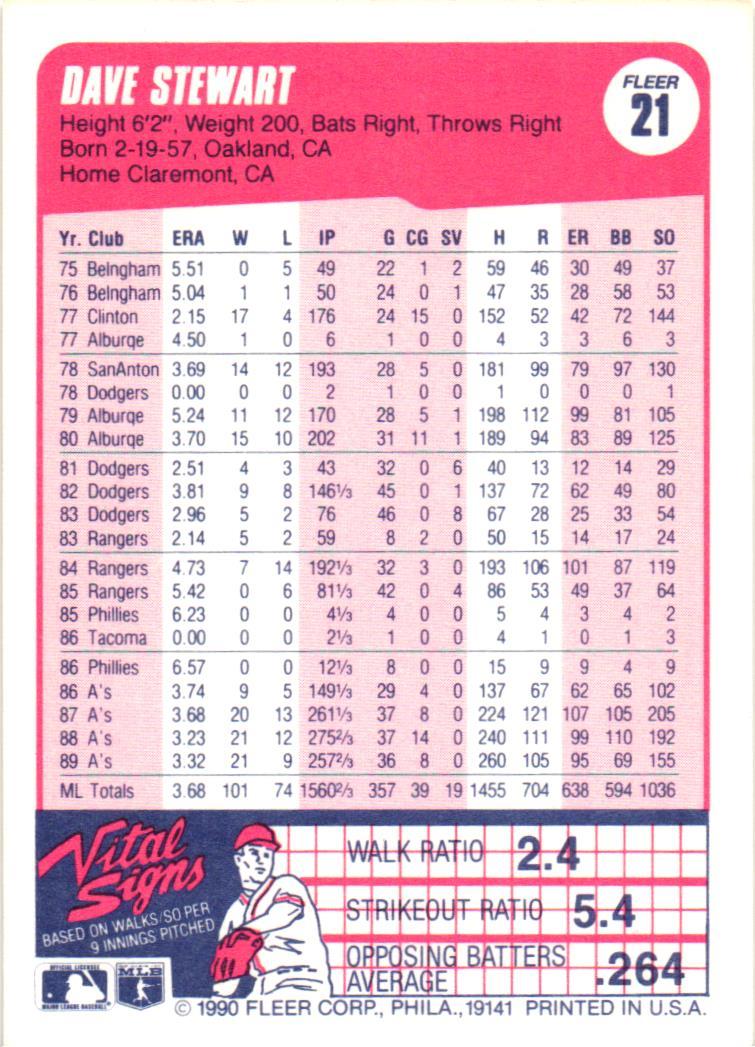 DAVE STEWART
FLEER
21
Height 6'2", Weight 200, Bats Right, Throws Right
Born 2-19-57, Oakland, CA
Home Claremont, CA
Yr. Club ERA W L IP G CG SV H R ER BB SO
75 Belngham 5.51 0 5 49 22 1 2 59 46 30 49 37
76 Belngham 5.04 1 1 50 24 0 1 47 35 28 58 53
77 Clinton 2.15 17 4 176 24 15 0 152 52 42 72 144
77 Alburqe 4.50 1 0 6 1 0 0 4 3 3 6 3
78 SanAnton 3.69 14 12 193 28 5 0 181 99 79 97 130
78 Dodgers 0.00 0 0 2 1 0 0 1 0 0 0 1
79 Alburqe 5.24 11 12 170 28 5 1 198 112 99 81 105
80 Alburqe 3.70 15 10 202 31 11 1 189 94 83 89 125
81 Dodgers 2.51 4 3 43 32 0 6 40 13 12 14 29
82 Dodgers 3.81 9 8 146⅓ 45 0 1 137 72 62 49 80
83 Dodgers 2.96 5 2 76 46 0 8 67 28 25 33 54
83 Rangers 2.14 5 2 59 8 2 0 50 15 14 17 24
84 Rangers 4.73 7 14 192⅓ 32 3 0 193 106 101 87 119
85 Rangers 5.42 0 6 81⅓ 42 0 4 86 53 49 37 64
85 Phillies 6.23 0 0 4⅓ 4 0 0 5 4 3 4 2
86 Tacoma 0.00 0 0 2⅓ 1 0 0 4 1 0 1 3
86 Phillies 6.57 0 0 12⅓ 8 0 0 15 9 9 4 9
86 A's 3.74 9 5 149⅓ 29 4 0 137 67 62 65 102
87 A's 3.68 20 13 261⅓ 37 8 0 224 121 107 105 205
88 A's 3.23 21 12 275⅔ 37 14 0 240 111 99 110 192
89 A's 3.32 21 9 257⅔ 36 8 0 260 105 95 69 155
ML Totals 3.68 101 74 1560⅔ 357 39 19 1455 704 638 594 1036
Vital
Signs
BASED ON WALKS/SO PER
9 INNINGS PITCHED
WALK RATIO 2.4
STRIKEOUT RATIO 5.4
OPPOSING BATTERS
AVERAGE .264
OFFICIAL LICENSEE
MAJOR LEAGUE BASEBALL
MLB
© 1990 FLEER CORP., PHILA., 19141 PRINTED IN U.S.A.